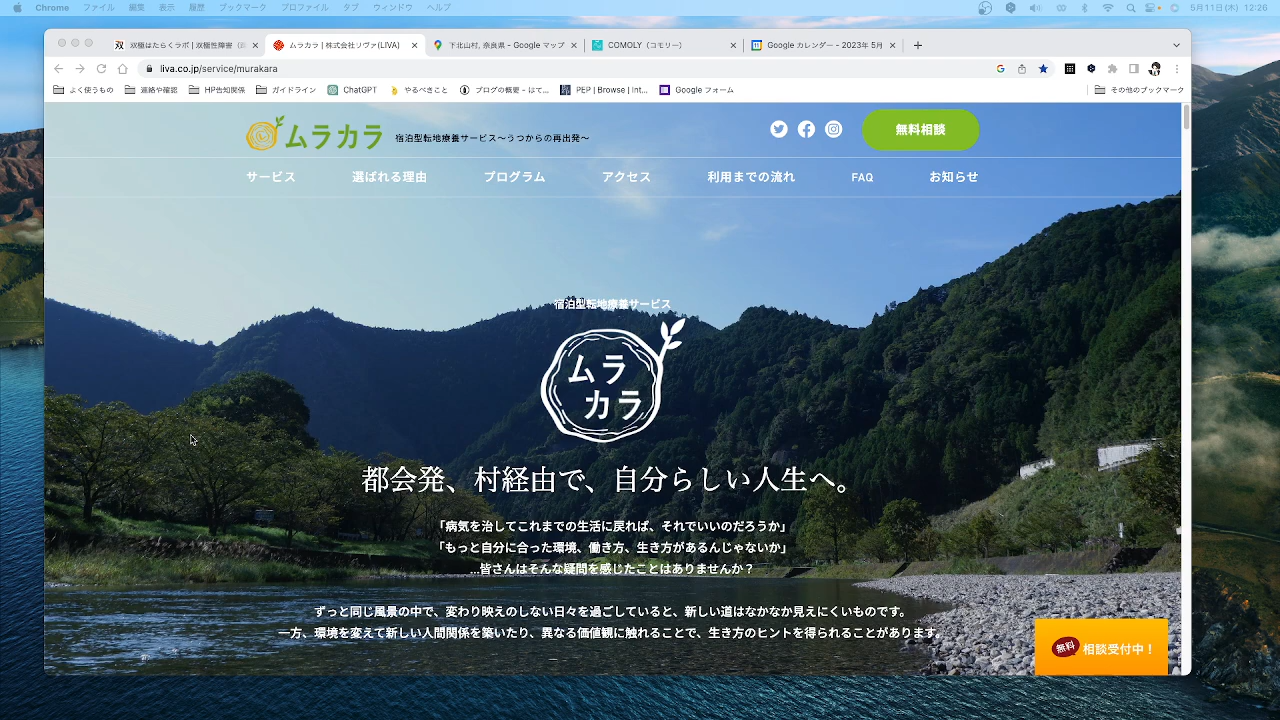 Chrome ファイル 編集 表示 履歴 ブックマーク プロファイル タブ ウィンドウ ヘルプ 5月11日(木) 12:26
双極はたらくラボ | 双極性障害 ムラカラ | 株式会社リヴァ(LIVA) 下北山村, 奈良県 - Google マップ COMOLY（コモリー） Google カレンダー - 2023年 5月
liva.co.jp/service/murakara
よく使うもの 連絡や確認 HP告知関係 ガイドライン ChatGPT やるべきこと ブログの概要 - はて... PEP | Browse | Int... Google フォーム その他のブックマーク
ムラカラ 宿泊型転地療養サービス〜うつからの再出発〜 無料相談
サービス 選ばれる理由 プログラム アクセス 利用までの流れ FAQ お知らせ
宿泊型転地療養サービス
ムラ
カラ
都会発、村経由で、自分らしい人生へ。
「病気を治してこれまでの生活に戻れば、それでいいのだろうか」
「もっと自分に合った環境、働き方、生き方があるんじゃないか」
...皆さんはそんな疑問を感じたことはありませんか？
ずっと同じ風景の中で、変わり映えのしない日々を過ごしていると、新しい道はなかなか見えにくいものです。
一方、環境を変えて新しい人間関係を築いたり、異なる価値観に触れることで、生き方のヒントを得られることがあります。
無料 相談受付中！